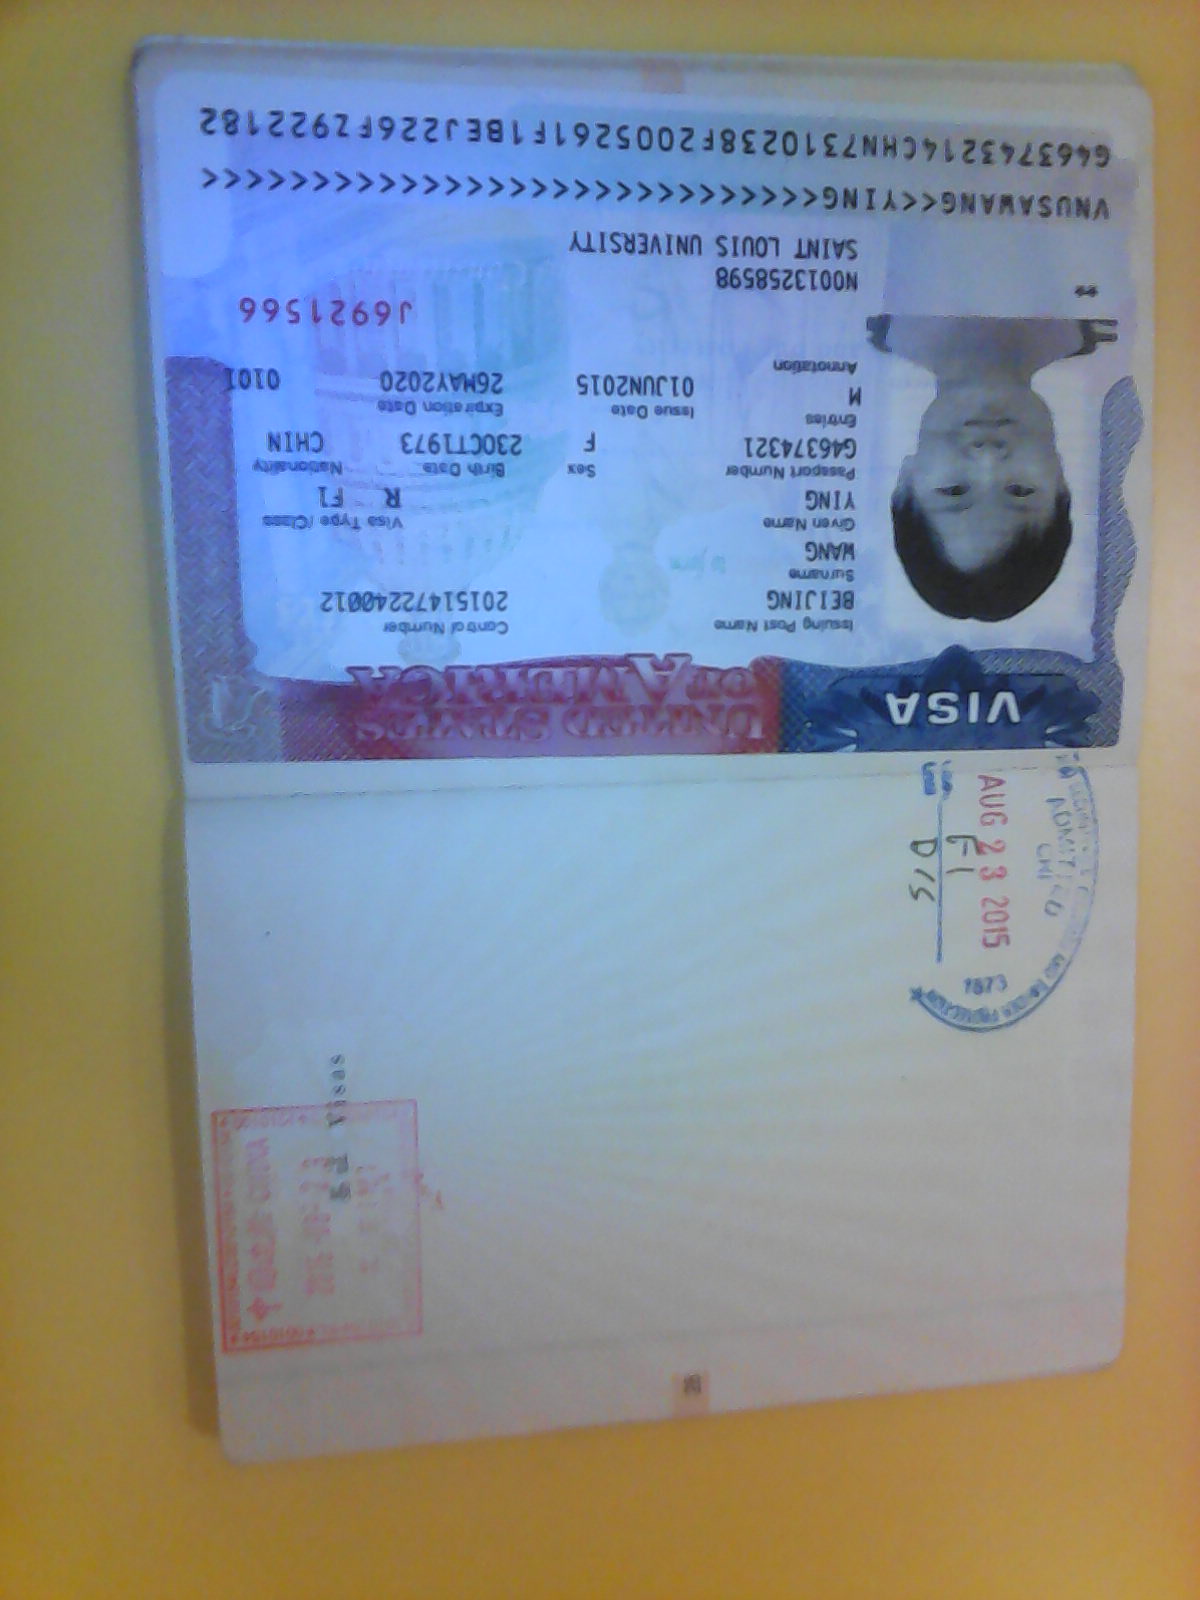 VISA
UNITED STATES
OF AMERICA
Issuing Post Name
BEIJING
Control Number
20151472240012
Surname
WANG
Given Name
YING
Visa Type /Class
R F1
Passport Number
G46374321
Sex
F
Birth Date
23OCT1973
Nationality
CHIN
Entries
M
Issue Date
01JUN2015
Expiration Date
26MAY2020
0101
Annotation
N0013258598
SAINT LOUIS UNIVERSITY
**
J6921566
VNUSAWANG<<YING<<<<<<<<<<<<<<<<<<<<<<<<<<<<<
G463743214CHN7310238F2005261F1BEJ226FZ922182
ADMITTED
CHI
AUG 23 2015
F1
D/S
1873
Visas